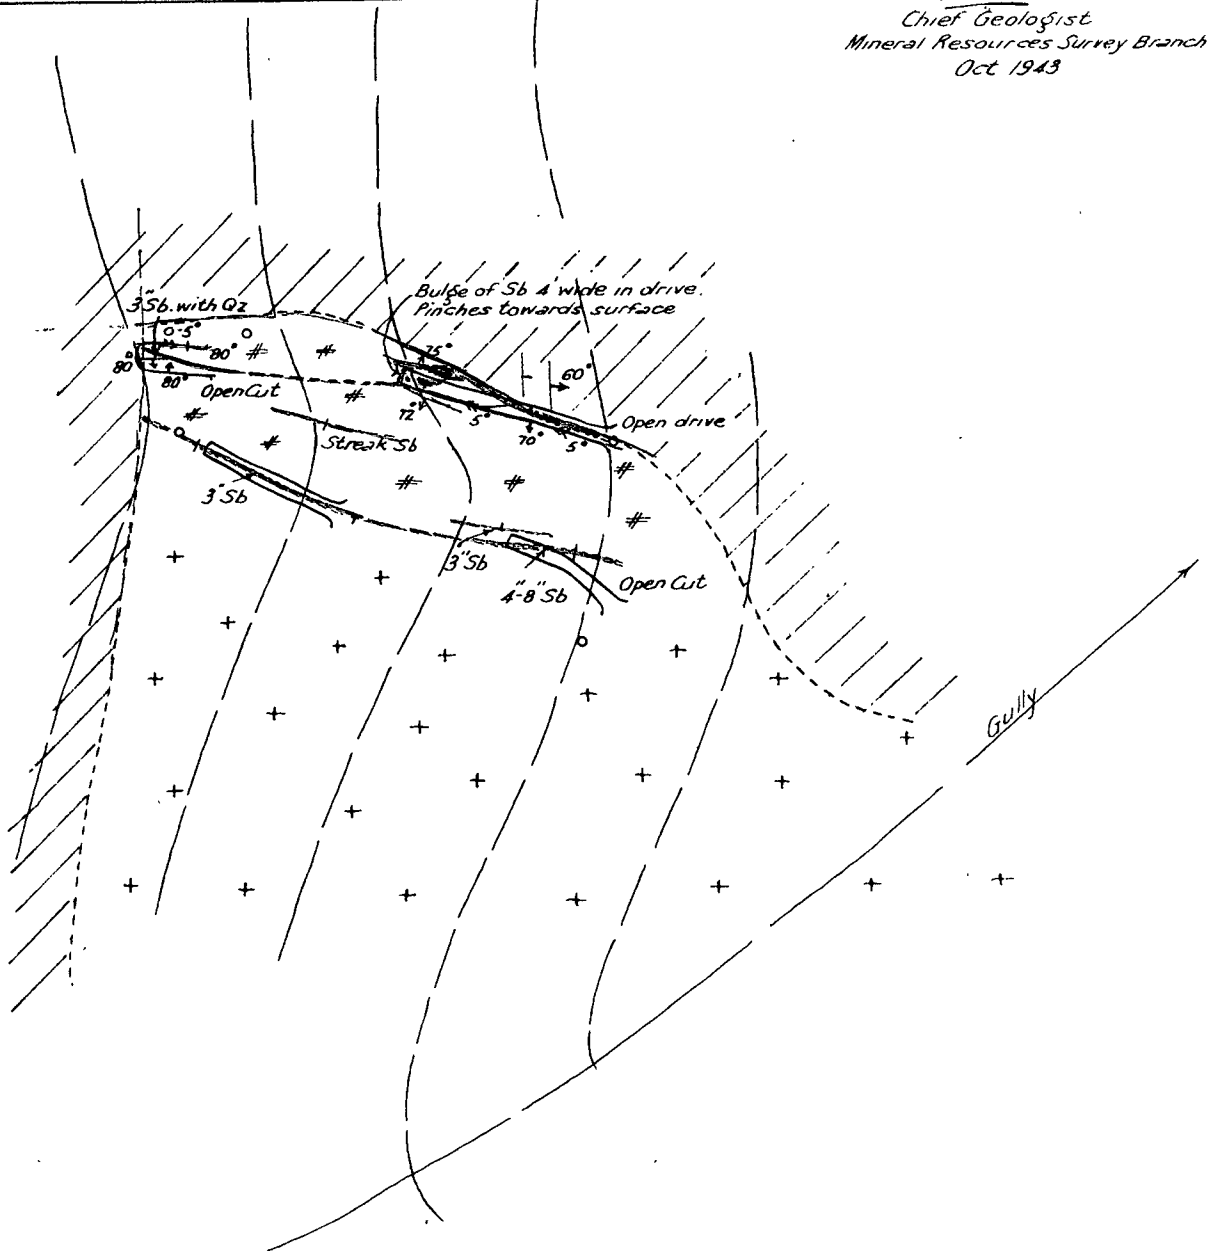 Chief Geologist
Mineral Resources Survey Branch
Oct 1943
Bulge of Sb 4' wide in drive.
Pinches towards surface
3" Sb. with Qz
0-5°
80°
75°
60°
80°
80°
Open Cut
72°
5°
70°
5°
Open drive
Streak Sb
3" Sb
3" Sb
4"-8" Sb
Open Cut
Gully